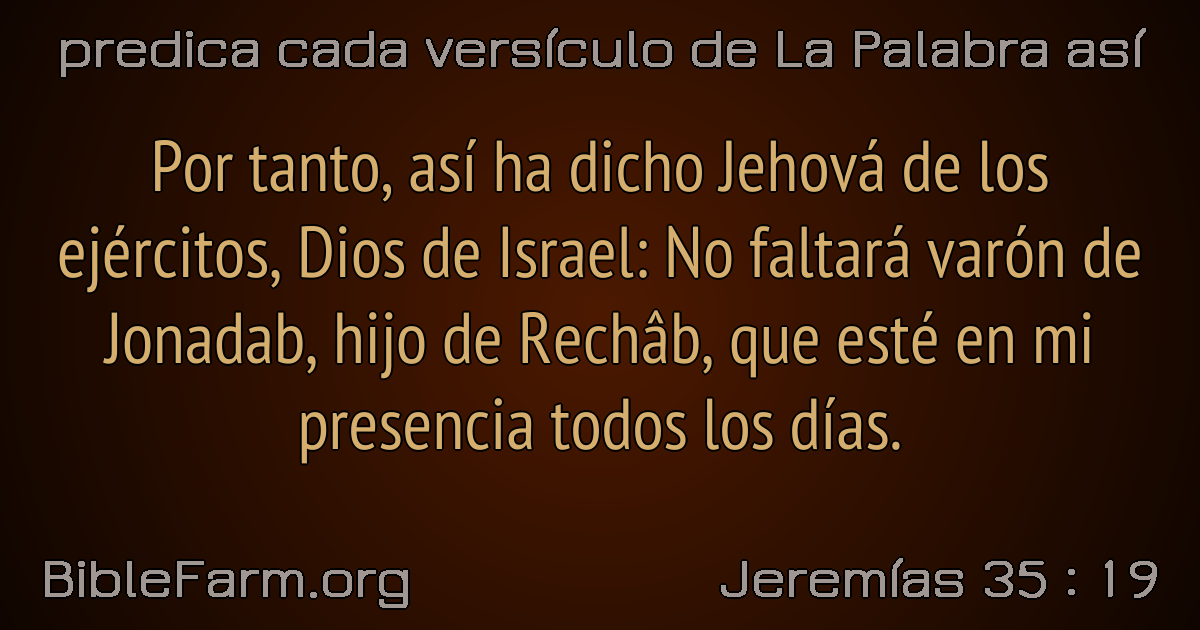 predica cada versículo de La Palabra así
Por tanto, así ha dicho Jehová de los
ejércitos, Dios de Israel: No faltará varón de
Jonadab, hijo de Rechâb, que esté en mi
presencia todos los días.
BibleFarm.org
Jeremías 35 : 19